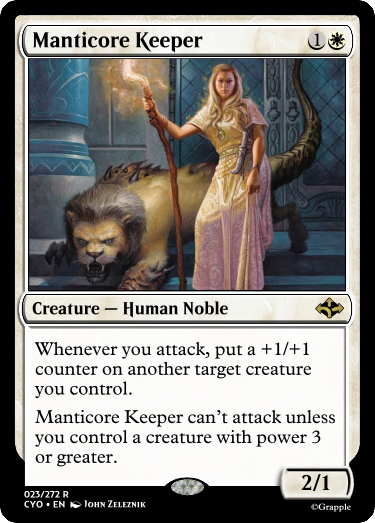 Manticore Keeper 1
Creature — Human Noble
Whenever you attack, put a +1/+1
counter on another target creature
you control.
Manticore Keeper can't attack unless
you control a creature with power 3
or greater.
2/1
023/272 R
CYO • EN John Zeleznik
©Grapple